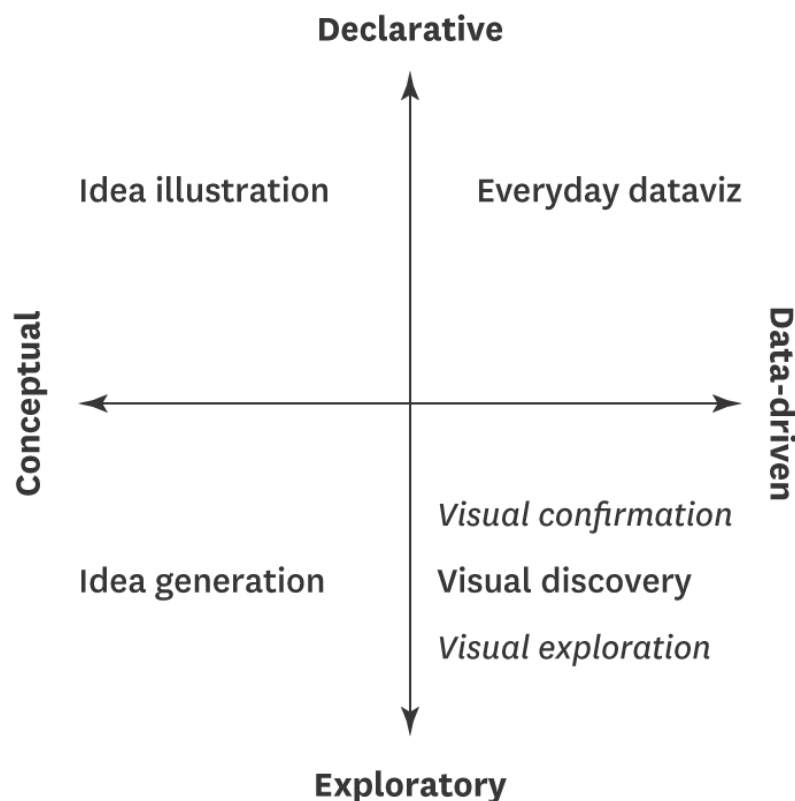 Declarative
Idea illustration
Everyday dataviz
Conceptual
Data-driven
Visual confirmation
Idea generation
Visual discovery
Visual exploration
Exploratory